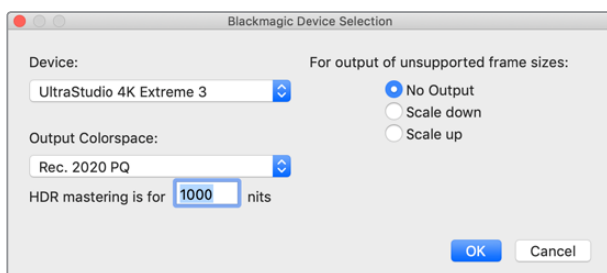 Blackmagic Device Selection
Device:
UltraStudio 4K Extreme 3
Output Colorspace:
Rec. 2020 PQ
HDR mastering is for 1000 nits
For output of unsupported frame sizes:
No Output
Scale down
Scale up
OK
Cancel